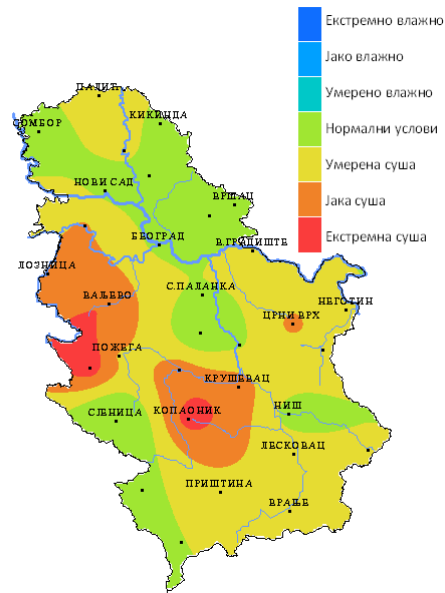 Екстремно влажно
Јако влажно
Умерено влажно
Нормални услови
Умерена суша
Јака суша
Екстремна суша
ПАЛИЋ
СОМБОР
КИКИНДА
НОВИ САД
ВРШАЦ
БЕОГРАД
В.ГРАДИШТЕ
ЛОЗНИЦА
С.ПАЛАНКА
ВАЉЕВО
НЕГОТИН
ЦРНИ ВРХ
ПОЖЕГА
КРУШЕВАЦ
СЈЕНИЦА
КОПАОНИК
НИШ
ЛЕСКОВАЦ
ПРИШТИНА
ВРАЊЕ